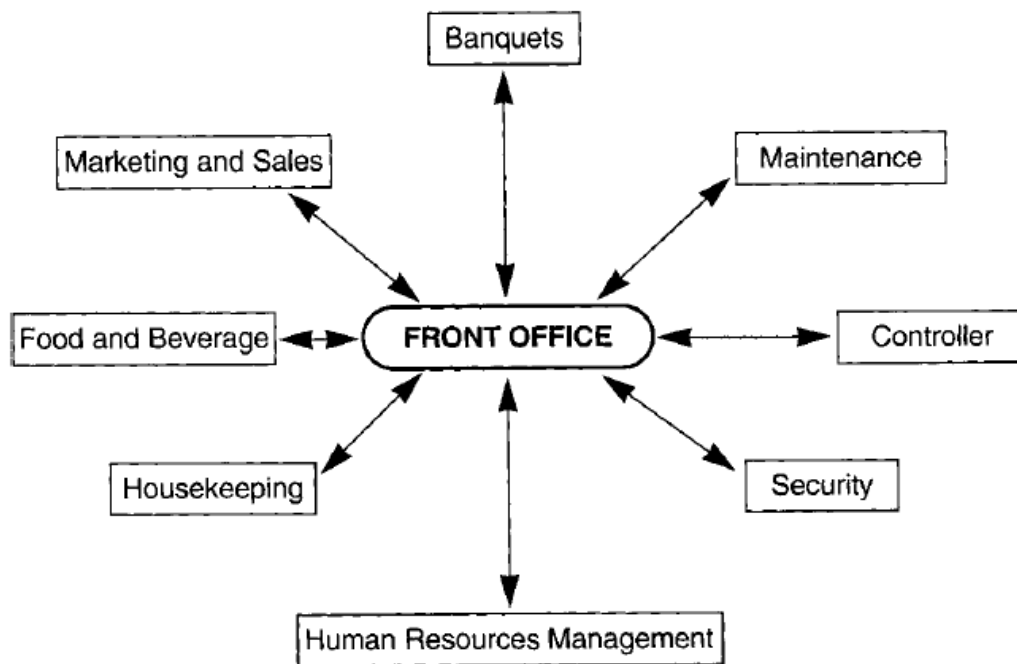 Banquets
Marketing and Sales
Maintenance
Food and Beverage
FRONT OFFICE
Controller
Housekeeping
Security
Human Resources Management